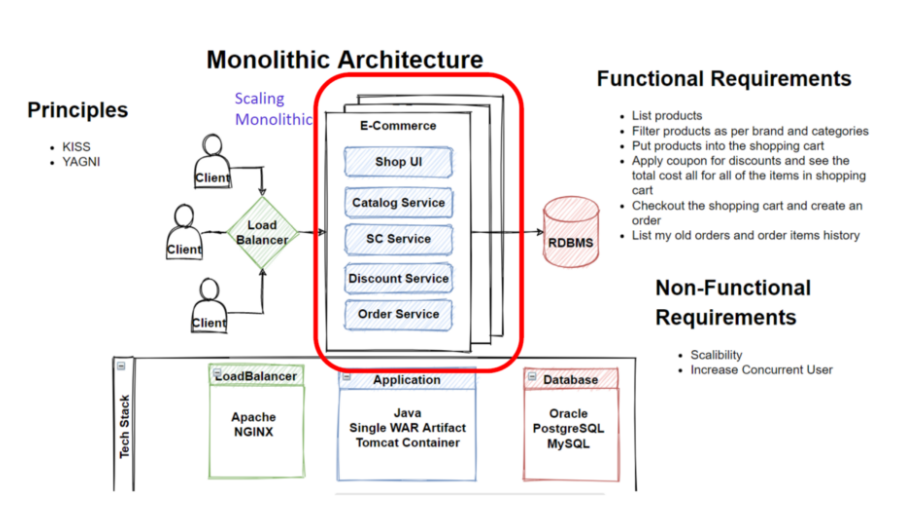 Monolithic Architecture
Principles
KISS
YAGNI
Scaling
Monolithic
Client
Client
Client
Load
Balancer
E-Commerce
Shop UI
Catalog Service
SC Service
Discount Service
Order Service
RDBMS
Functional Requirements
List products
Filter products as per brand and categories
Put products into the shopping cart
Apply coupon for discounts and see the
total cost all for all of the items in shopping
cart
Checkout the shopping cart and create an
order
List my old orders and order items history
Non-Functional
Requirements
Scalibility
Increase Concurrent User
Tech Stack
LoadBalancer
Apache
NGINX
Application
Java
Single WAR Artifact
Tomcat Container
Database
Oracle
PostgreSQL
MySQL